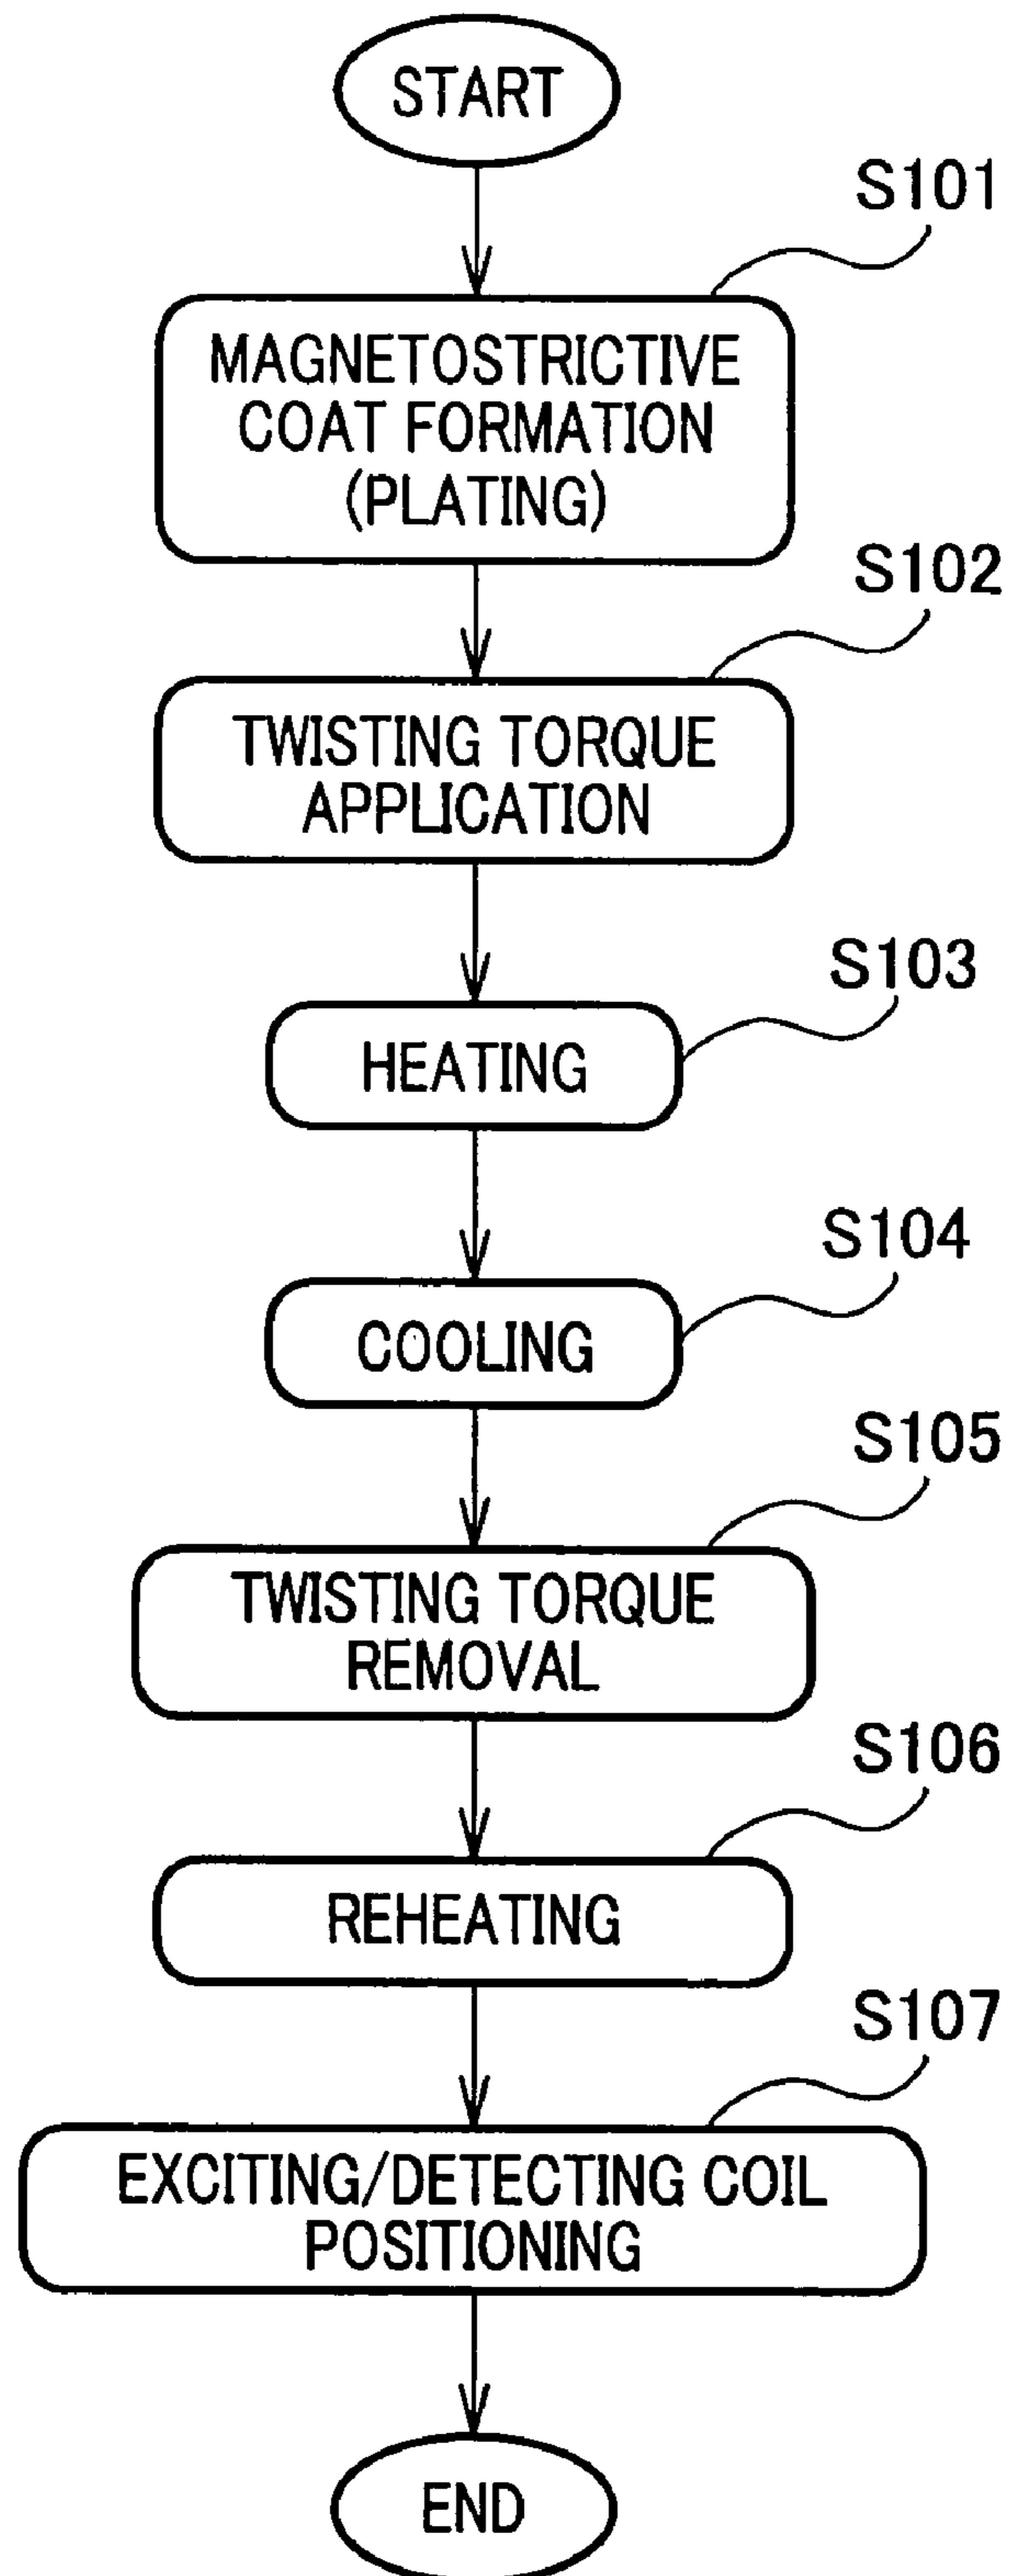 START
S101
MAGNETOSTRICTIVE
COAT FORMATION
(PLATING)
S102
TWISTING TORQUE
APPLICATION
S103
HEATING
S104
COOLING
S105
TWISTING TORQUE
REMOVAL
S106
REHEATING
S107
EXCITING/DETECTING COIL
POSITIONING
END